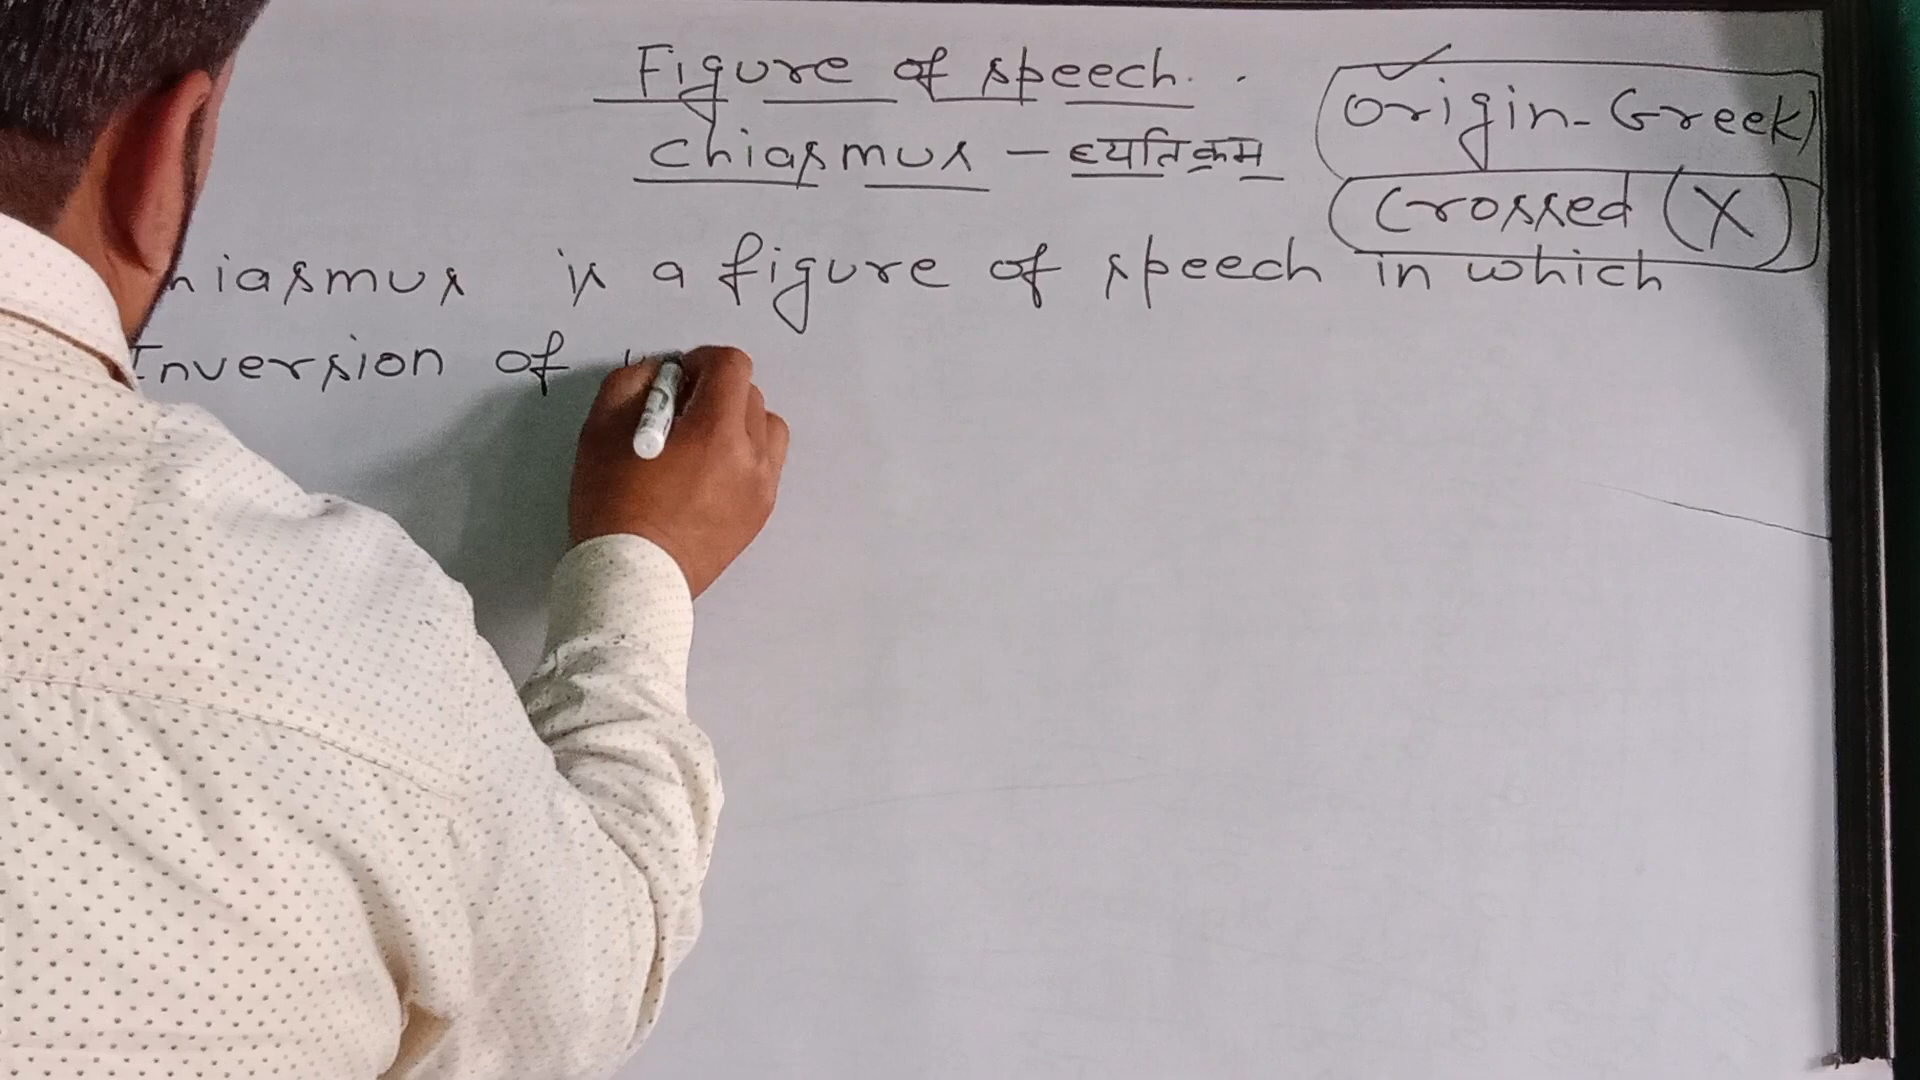 Figure of speech.
Chiasmus - व्यतिक्रम
Origin-Greek
Crossed (X)
hiasmus is a figure of speech in which
Inversion of